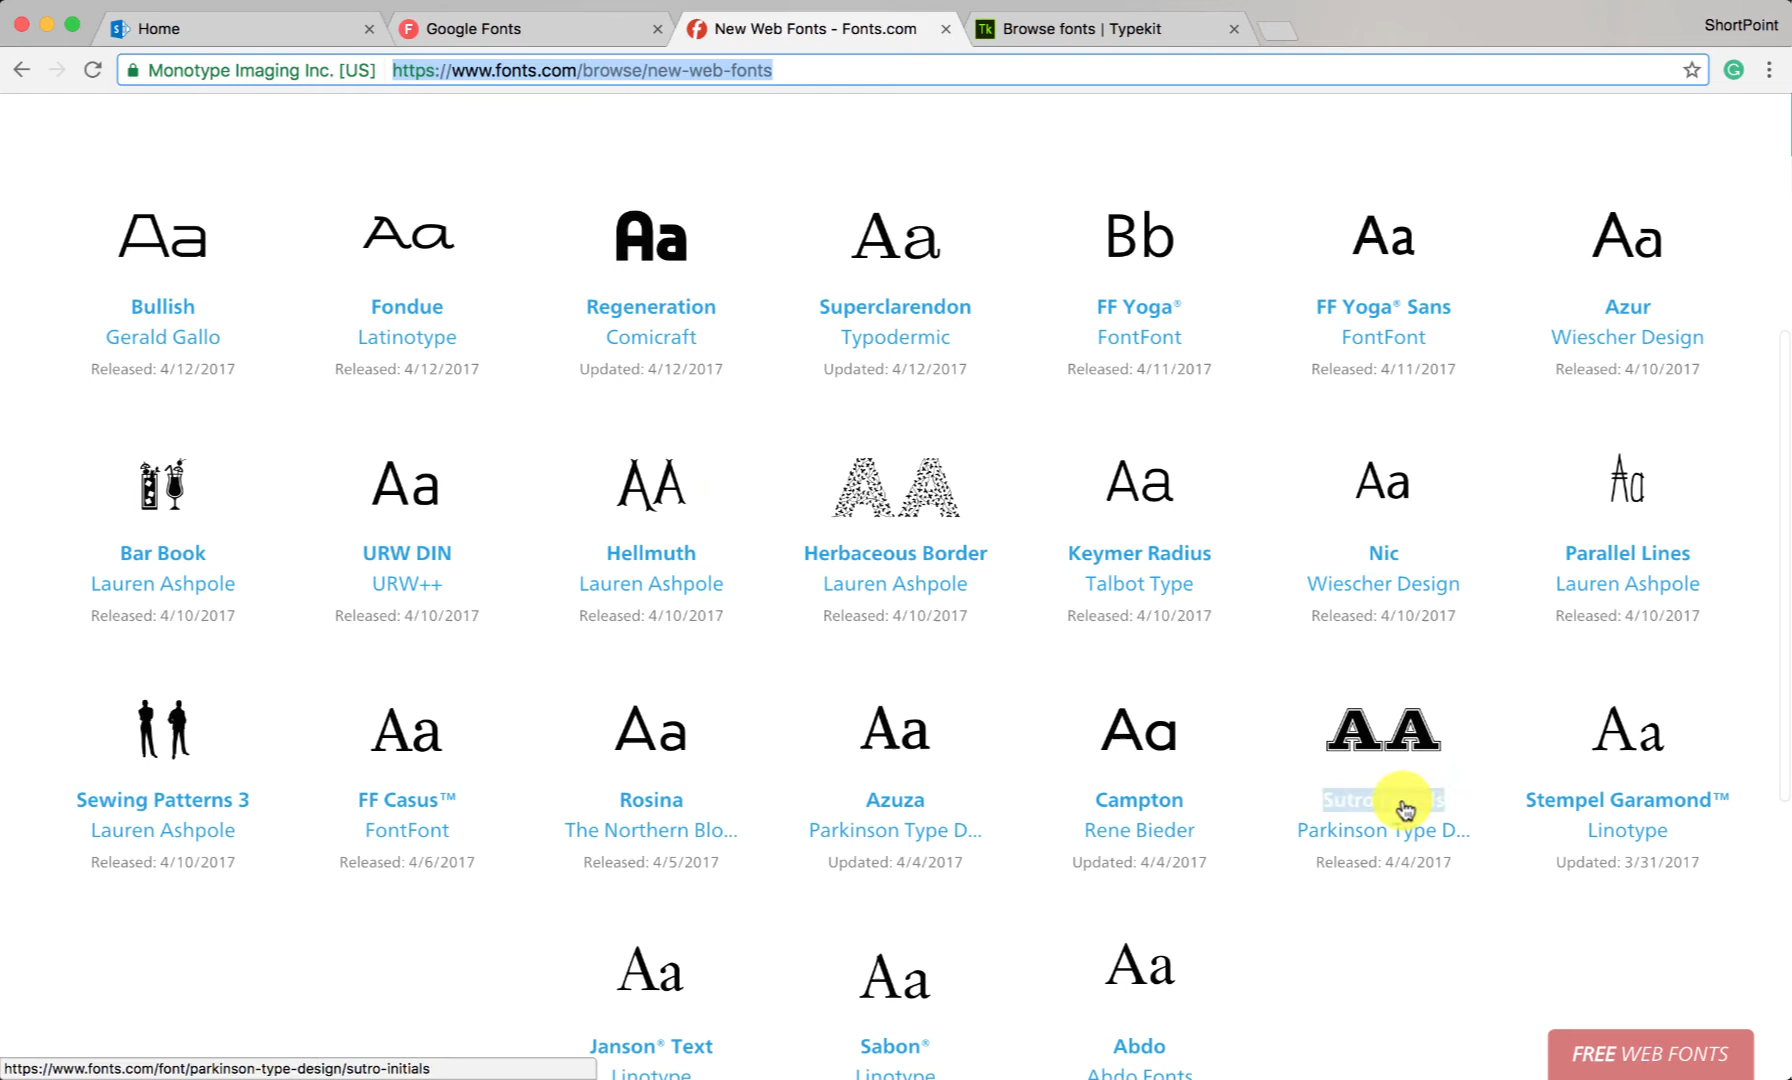 Home
Google Fonts
New Web Fonts - Fonts.com
Browse fonts | Typekit
ShortPoint
Monotype Imaging Inc. [US] https://www.fonts.com/browse/new-web-fonts
Aa Aa Aa Aa Bb Aa Aa
Bullish Fondue Regeneration Superclarendon FF Yoga® FF Yoga® Sans Azur
Gerald Gallo Latinotype Comicraft Typodermic FontFont FontFont Wiescher Design
Released: 4/12/2017 Released: 4/12/2017 Updated: 4/12/2017 Updated: 4/12/2017 Released: 4/11/2017 Released: 4/11/2017 Released: 4/10/2017
Aa AA AA Aa Aa Aa
Bar Book URW DIN Hellmuth Herbaceous Border Keymer Radius Nic Parallel Lines
Lauren Ashpole URW++ Lauren Ashpole Lauren Ashpole Talbot Type Wiescher Design Lauren Ashpole
Released: 4/10/2017 Released: 4/10/2017 Released: 4/10/2017 Released: 4/10/2017 Released: 4/10/2017 Released: 4/10/2017 Released: 4/10/2017
Aa Aa Aa Aa AA Aa
Sewing Patterns 3 FF Casus™ Rosina Azuza Campton Sutro Stempel Garamond™
Lauren Ashpole FontFont The Northern Blo... Parkinson Type D... Rene Bieder Parkinson Type D... Linotype
Released: 4/10/2017 Released: 4/6/2017 Released: 4/5/2017 Updated: 4/4/2017 Updated: 4/4/2017 Released: 4/4/2017 Updated: 3/31/2017
Aa Aa Aa
Janson® Text Sabon® Abdo
Linotype Linotype Abdo Fonts
FREE WEB FONTS
https://www.fonts.com/font/parkinson-type-design/sutro-initials